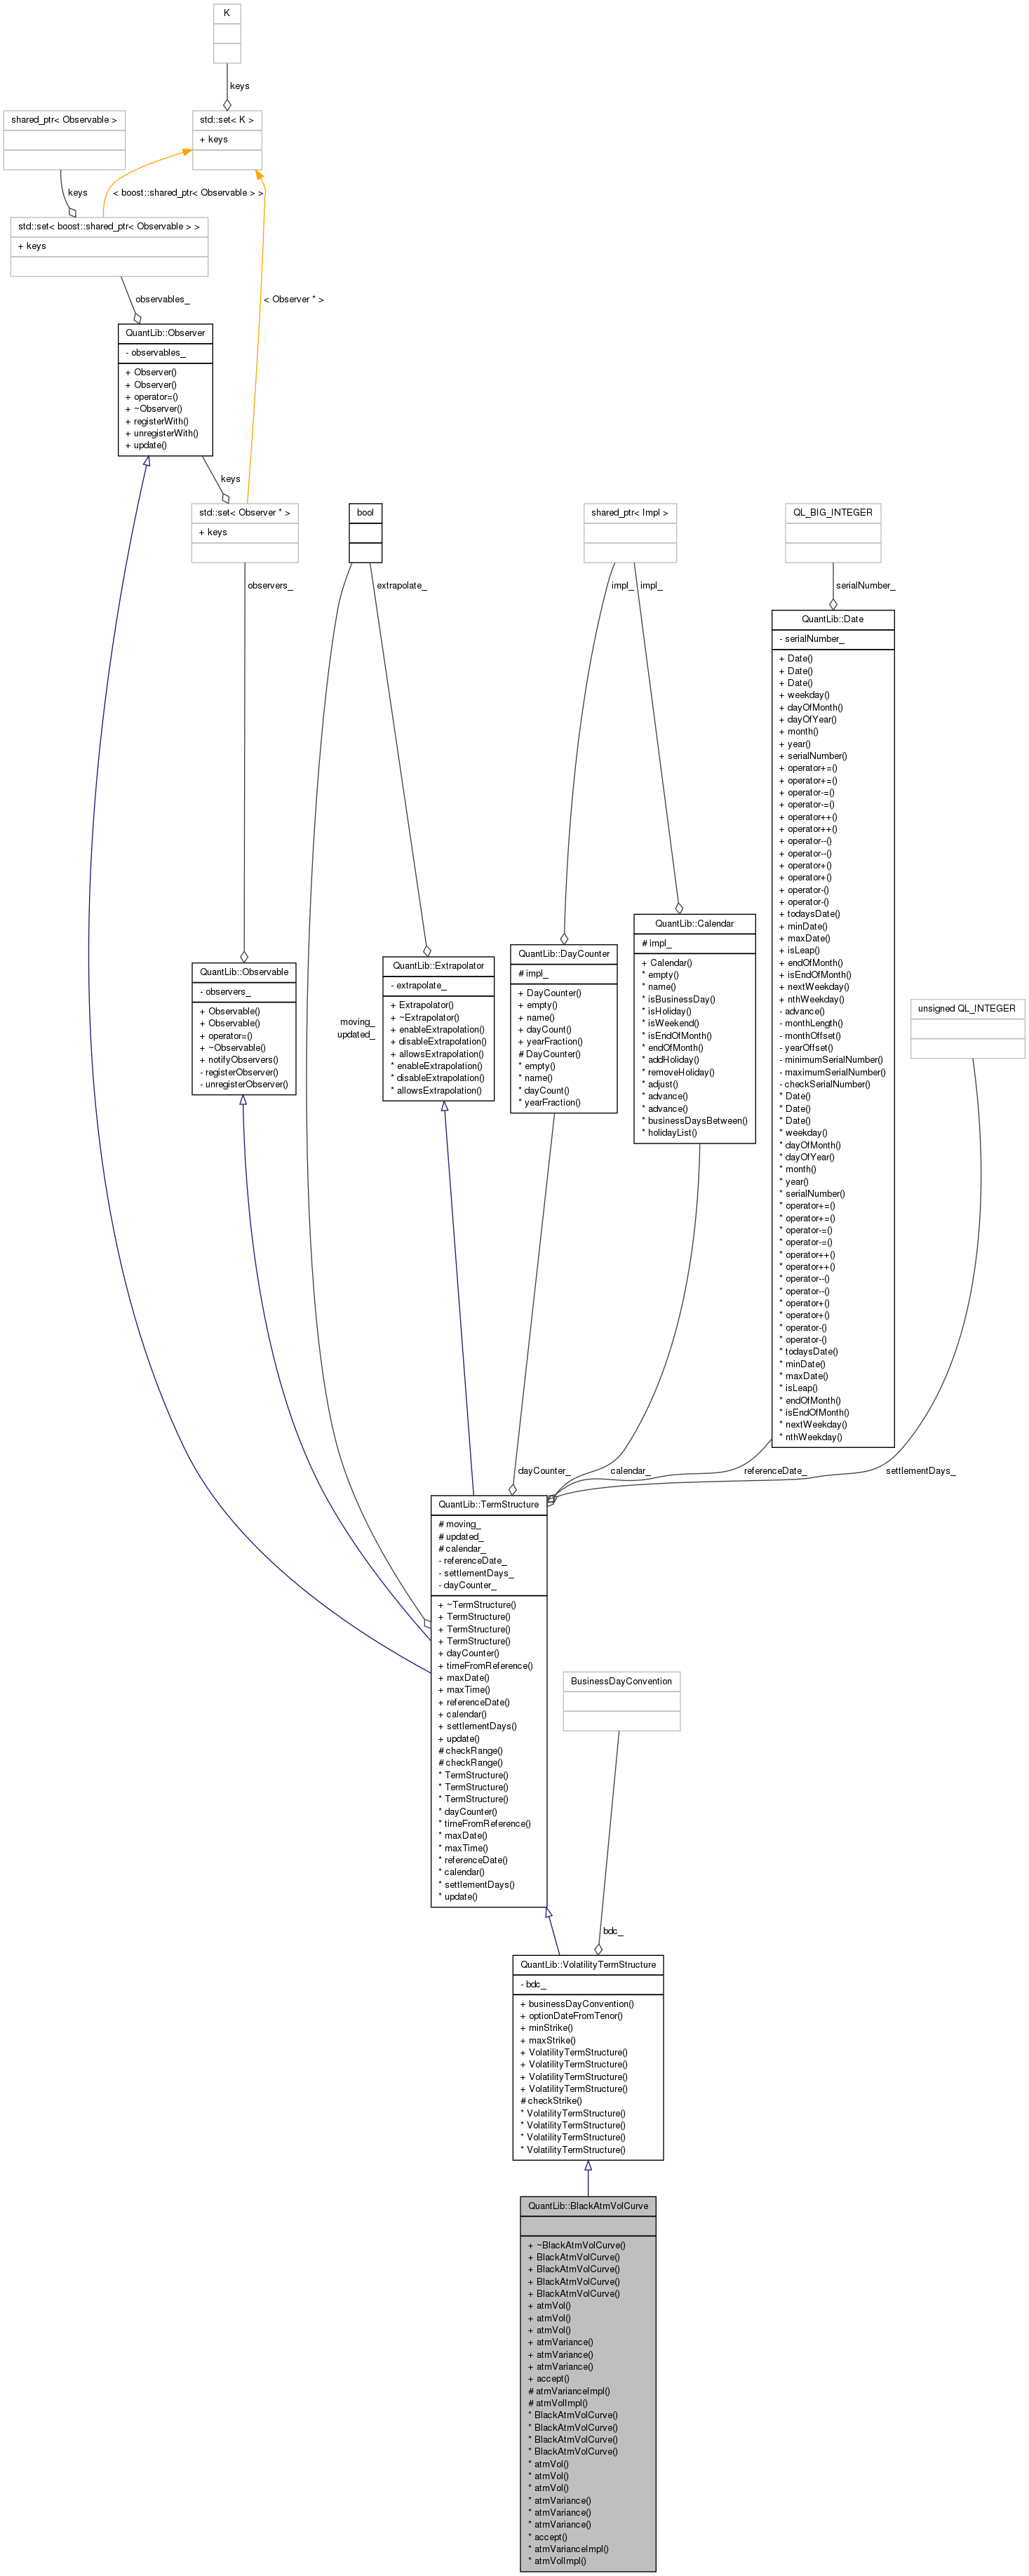 K
keys
shared_ptr< Observable >
std::set< K >
+ keys
keys
< boost::shared_ptr< Observable > >
std::set< boost::shared_ptr< Observable > >
+ keys
observables_
< Observer * >
QuantLib::Observer
- observables_
+ Observer()
+ Observer()
+ operator=()
+ ~Observer()
+ registerWith()
+ unregisterWith()
+ update()
keys
std::set< Observer * >
+ keys
bool
shared_ptr< Impl >
QL_BIG_INTEGER
observers_
extrapolate_
impl_
impl_
serialNumber_
QuantLib::Date
- serialNumber_
+ Date()
+ Date()
+ Date()
+ weekday()
+ dayOfMonth()
+ dayOfYear()
+ month()
+ year()
+ serialNumber()
+ operator+=()
+ operator+=()
+ operator-=()
+ operator-=()
+ operator++()
+ operator++()
+ operator--()
+ operator--()
+ operator+()
+ operator+()
+ operator-()
+ operator-()
+ todaysDate()
+ minDate()
+ maxDate()
+ isLeap()
+ endOfMonth()
+ isEndOfMonth()
+ nextWeekday()
+ nthWeekday()
- advance()
- monthLength()
- monthOffset()
- yearOffset()
- minimumSerialNumber()
- maximumSerialNumber()
- checkSerialNumber()
* Date()
* Date()
* Date()
* weekday()
* dayOfMonth()
* dayOfYear()
* month()
* year()
* serialNumber()
* operator+=()
* operator+=()
* operator-=()
* operator-=()
* operator++()
* operator++()
* operator--()
* operator--()
* operator+()
* operator+()
* operator-()
* operator-()
* todaysDate()
* minDate()
* maxDate()
* isLeap()
* endOfMonth()
* isEndOfMonth()
* nextWeekday()
* nthWeekday()
QuantLib::Calendar
# impl_
+ Calendar()
* empty()
* name()
* isBusinessDay()
* isHoliday()
* isWeekend()
* isEndOfMonth()
* endOfMonth()
* addHoliday()
* removeHoliday()
* adjust()
* advance()
* advance()
* businessDaysBetween()
* holidayList()
QuantLib::DayCounter
# impl_
+ DayCounter()
+ empty()
+ name()
+ dayCount()
+ yearFraction()
# DayCounter()
* empty()
* name()
* dayCount()
* yearFraction()
QuantLib::Extrapolator
- extrapolate_
+ Extrapolator()
+ ~Extrapolator()
+ enableExtrapolation()
+ disableExtrapolation()
+ allowsExtrapolation()
* enableExtrapolation()
* disableExtrapolation()
* allowsExtrapolation()
QuantLib::Observable
- observers_
+ Observable()
+ Observable()
+ operator=()
+ ~Observable()
+ notifyObservers()
- registerObserver()
- unregisterObserver()
moving_
updated_
unsigned QL_INTEGER
dayCounter_
calendar_
referenceDate_
settlementDays_
QuantLib::TermStructure
# moving_
# updated_
# calendar_
- referenceDate_
- settlementDays_
- dayCounter_
+ ~TermStructure()
+ TermStructure()
+ TermStructure()
+ TermStructure()
+ dayCounter()
+ timeFromReference()
+ maxDate()
+ maxTime()
+ referenceDate()
+ calendar()
+ settlementDays()
+ update()
# checkRange()
# checkRange()
* TermStructure()
* TermStructure()
* TermStructure()
* dayCounter()
* timeFromReference()
* maxDate()
* maxTime()
* referenceDate()
* calendar()
* settlementDays()
* update()
BusinessDayConvention
bdc_
QuantLib::VolatilityTermStructure
- bdc_
+ businessDayConvention()
+ optionDateFromTenor()
+ minStrike()
+ maxStrike()
+ VolatilityTermStructure()
+ VolatilityTermStructure()
+ VolatilityTermStructure()
+ VolatilityTermStructure()
# checkStrike()
* VolatilityTermStructure()
* VolatilityTermStructure()
* VolatilityTermStructure()
* VolatilityTermStructure()
QuantLib::BlackAtmVolCurve
+ ~BlackAtmVolCurve()
+ BlackAtmVolCurve()
+ BlackAtmVolCurve()
+ BlackAtmVolCurve()
+ BlackAtmVolCurve()
+ atmVol()
+ atmVol()
+ atmVol()
+ atmVariance()
+ atmVariance()
+ atmVariance()
+ accept()
# atmVarianceImpl()
# atmVolImpl()
* BlackAtmVolCurve()
* BlackAtmVolCurve()
* BlackAtmVolCurve()
* BlackAtmVolCurve()
* atmVol()
* atmVol()
* atmVol()
* atmVariance()
* atmVariance()
* atmVariance()
* accept()
* atmVarianceImpl()
* atmVolImpl()